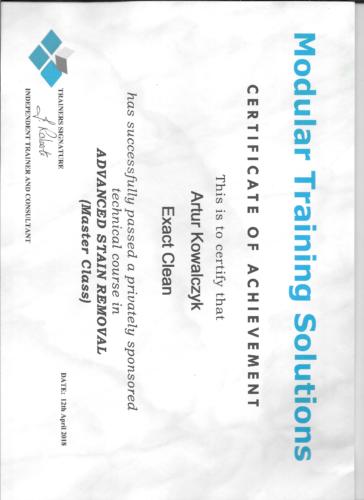 Modular Training Solutions
CERTIFICATE OF ACHIEVEMENT
This is to certify that
Artur Kowalczyk
Exact Clean
has successfully passed a privately sponsored
technical course in
ADVANCED STAIN REMOVAL
(Master Class)
TRAINERS SIGNATURE
DATE: 12th April 2018
J. Roberts
INDEPENDENT TRAINER AND CONSULTANT